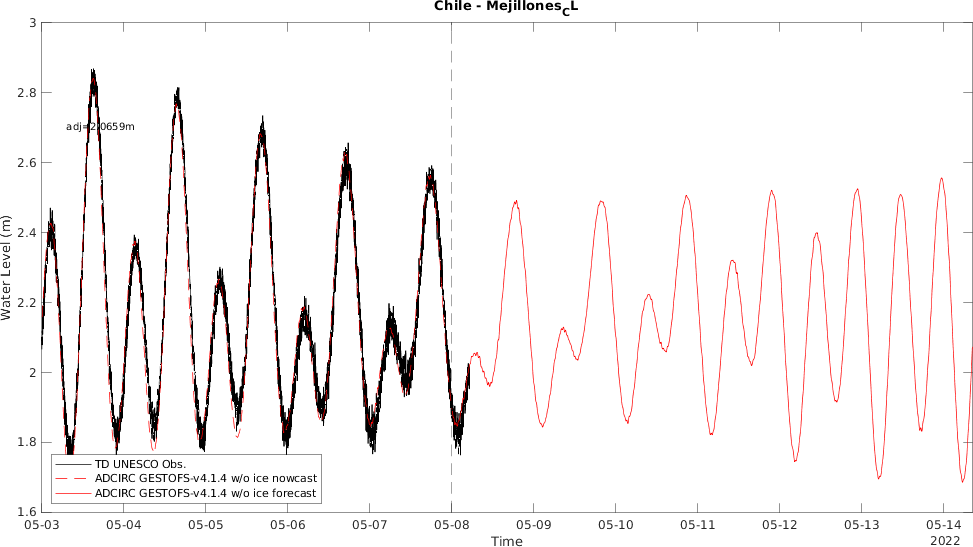 Chile - Mejillones_CL
3
2.8
2.6
2.4
2.2
2
1.8
1.6
Water Level (m)
adj=2.0659m
TD UNESCO Obs.
ADCIRC GESTOFS-v4.1.4 w/o ice nowcast
ADCIRC GESTOFS-v4.1.4 w/o ice forecast
05-03 05-04 05-05 05-06 05-07 05-08 05-09 05-10 05-11 05-12 05-13 05-14
Time
2022